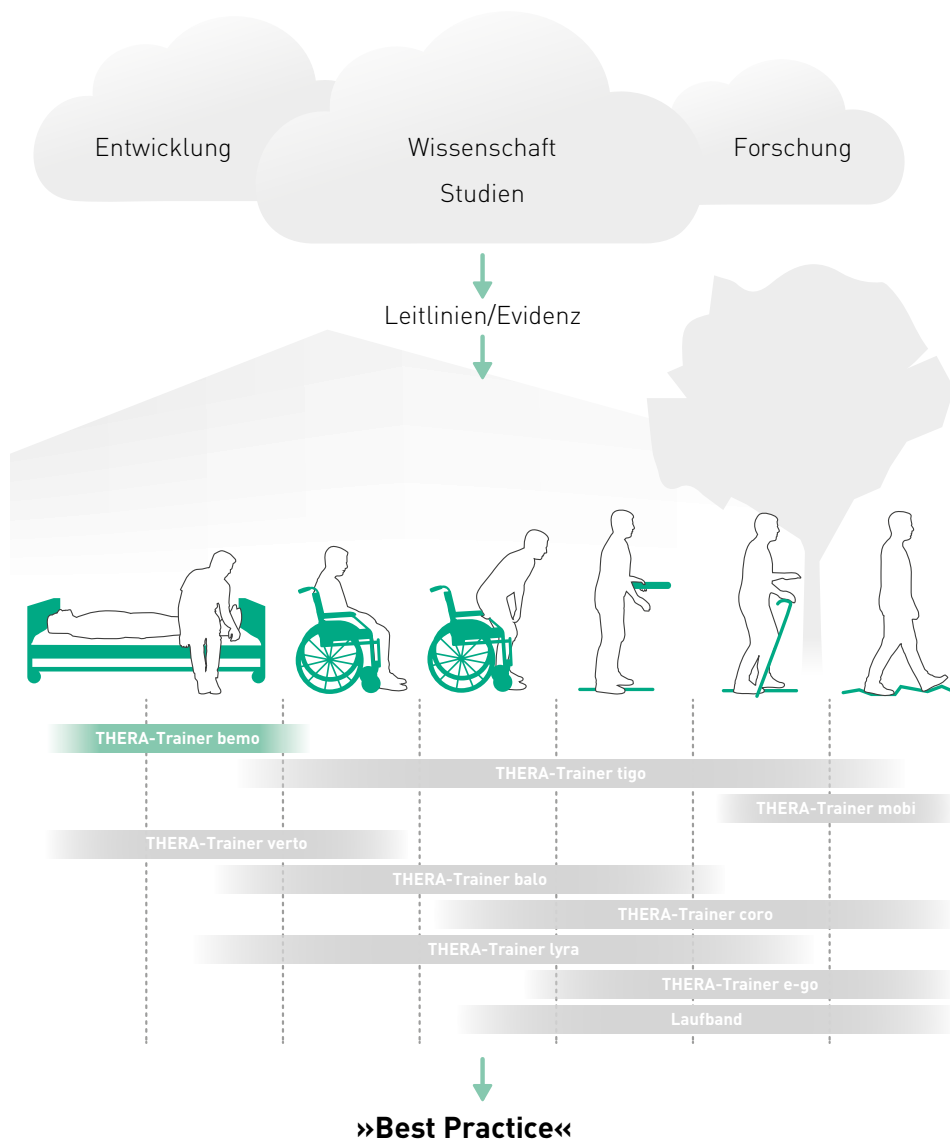 Entwicklung
Wissenschaft
Forschung
Studien
Leitlinien/Evidenz
THERA-Trainer bemo
THERA-Trainer tigo
THERA-Trainer mobi
THERA-Trainer verto
THERA-Trainer balo
THERA-Trainer coro
THERA-Trainer lyra
THERA-Trainer e-go
Laufband
»Best Practice«